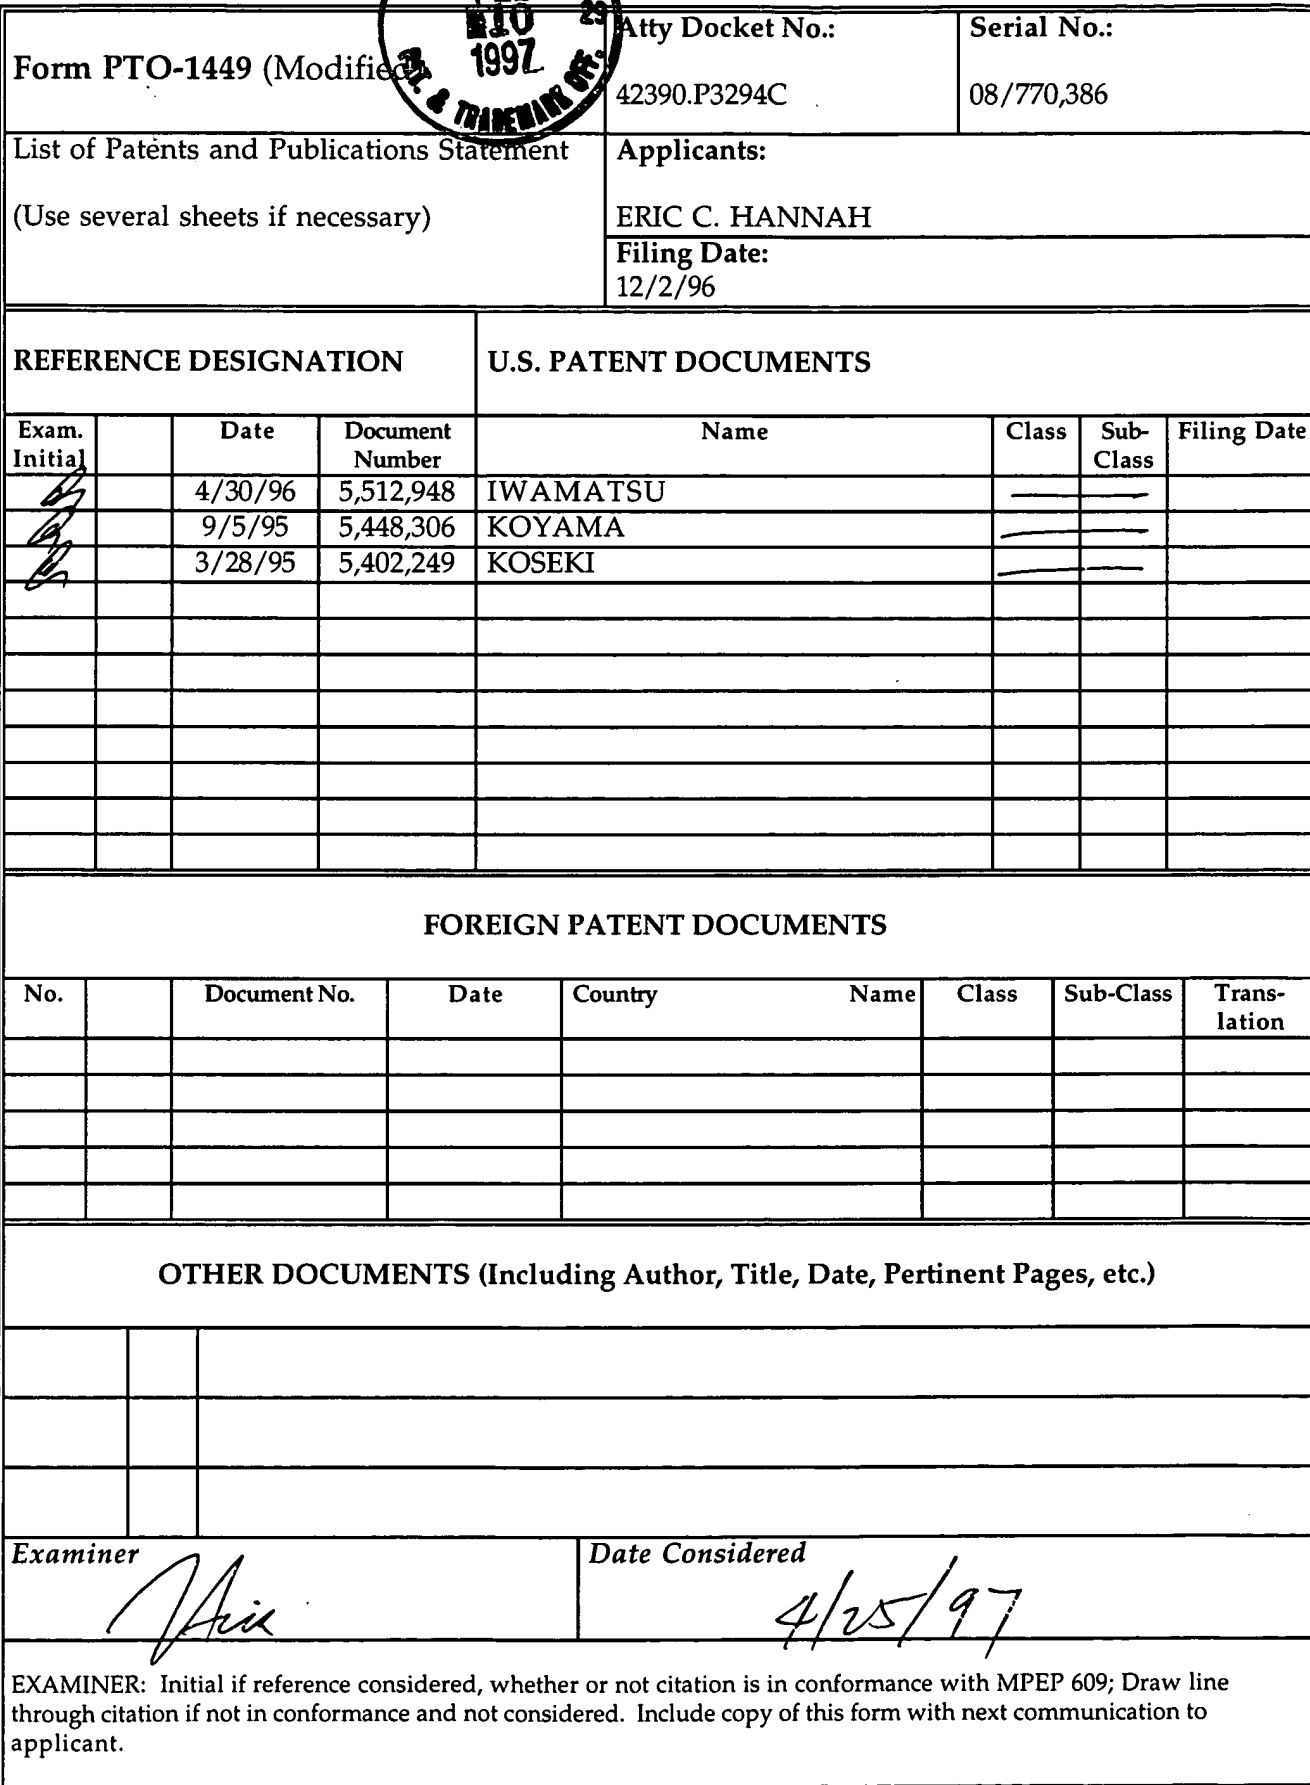 10 29
1997
& TRADEMARK OFF.
Form PTO-1449 (Modified
Atty Docket No.:
42390.P3294C
Serial No.:
08/770,386
List of Patents and Publications Statement
(Use several sheets if necessary)
Applicants:
ERIC C. HANNAH
Filing Date:
12/2/96
REFERENCE DESIGNATION
U.S. PATENT DOCUMENTS
Exam. Initial
Date
Document Number
Name
Class
Sub-Class
Filing Date
4/30/96 5,512,948 IWAMATSU
9/5/95 5,448,306 KOYAMA
3/28/95 5,402,249 KOSEKI
FOREIGN PATENT DOCUMENTS
No.
Document No.
Date
Country
Name
Class
Sub-Class
Trans-lation
OTHER DOCUMENTS (Including Author, Title, Date, Pertinent Pages, etc.)
Examiner
Date Considered
4/25/97
EXAMINER: Initial if reference considered, whether or not citation is in conformance with MPEP 609; Draw line
through citation if not in conformance and not considered. Include copy of this form with next communication to
applicant.